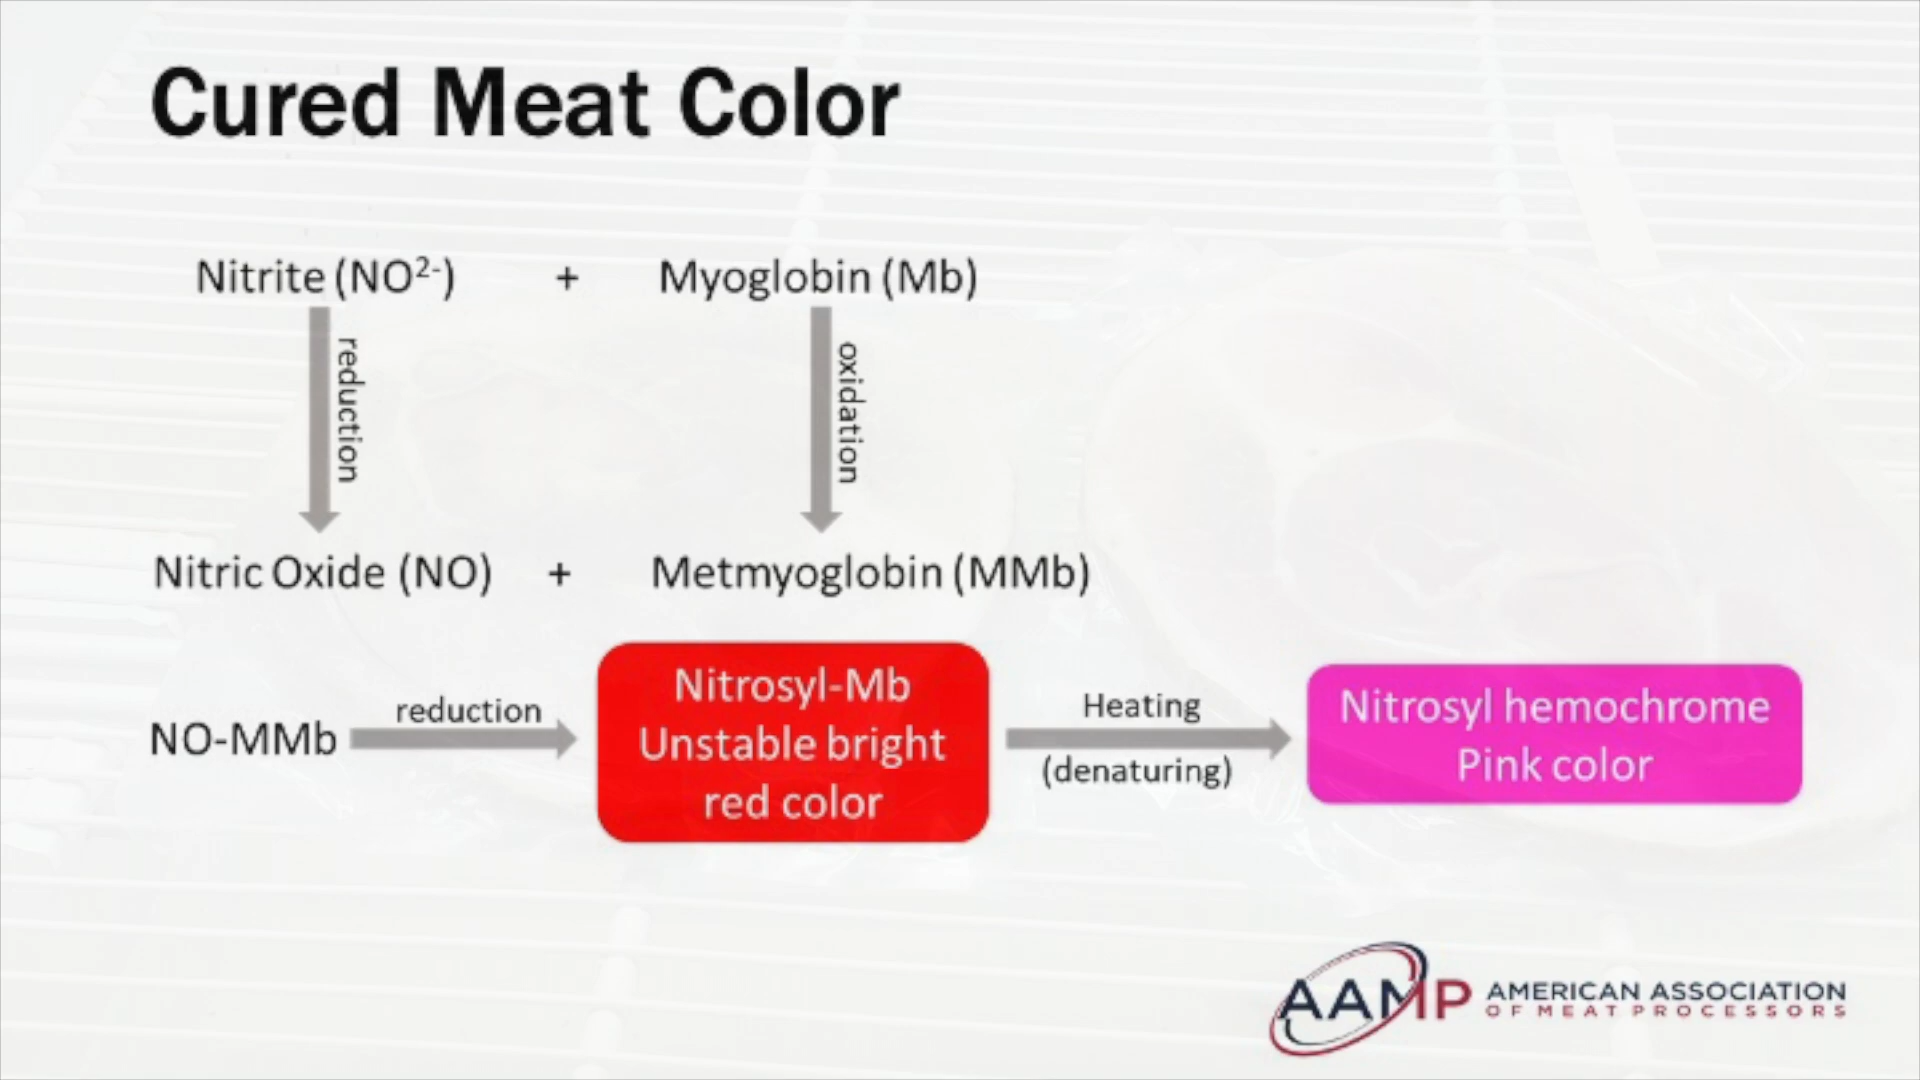 Cured Meat Color
Nitrite (NO²⁻) + Myoglobin (Mb)
reduction
oxidation
Nitric Oxide (NO) + Metmyoglobin (MMb)
NO-MMb
reduction
Nitrosyl-Mb
Unstable bright
red color
Heating
(denaturing)
Nitrosyl hemochrome
Pink color
AAMP
AMERICAN ASSOCIATION
OF MEAT PROCESSORS